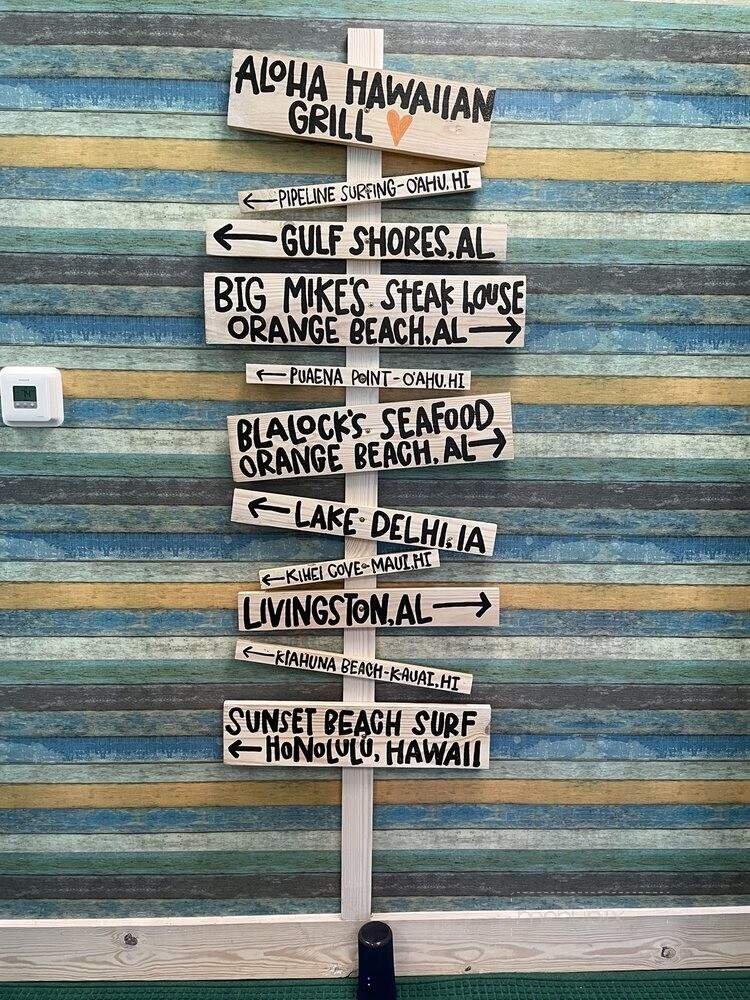 ALOHA HAWAIIAN
GRILL
← PIPELINE SURFING-O'AHU, HI
← GULF SHORES, AL
BIG MIKE'S STEAK HOUSE
ORANGE BEACH, AL →
← PUAENA POINT-O'AHU, HI
BLALOCK'S SEAFOOD
ORANGE BEACH, AL →
← LAKE DELHI, IA
← KIHEI COVE-MAUI, HI
LIVINGSTON, AL →
← KIAHUNA BEACH-KAUAI, HI
SUNSET BEACH SURF
← HONOLULU, HAWAII